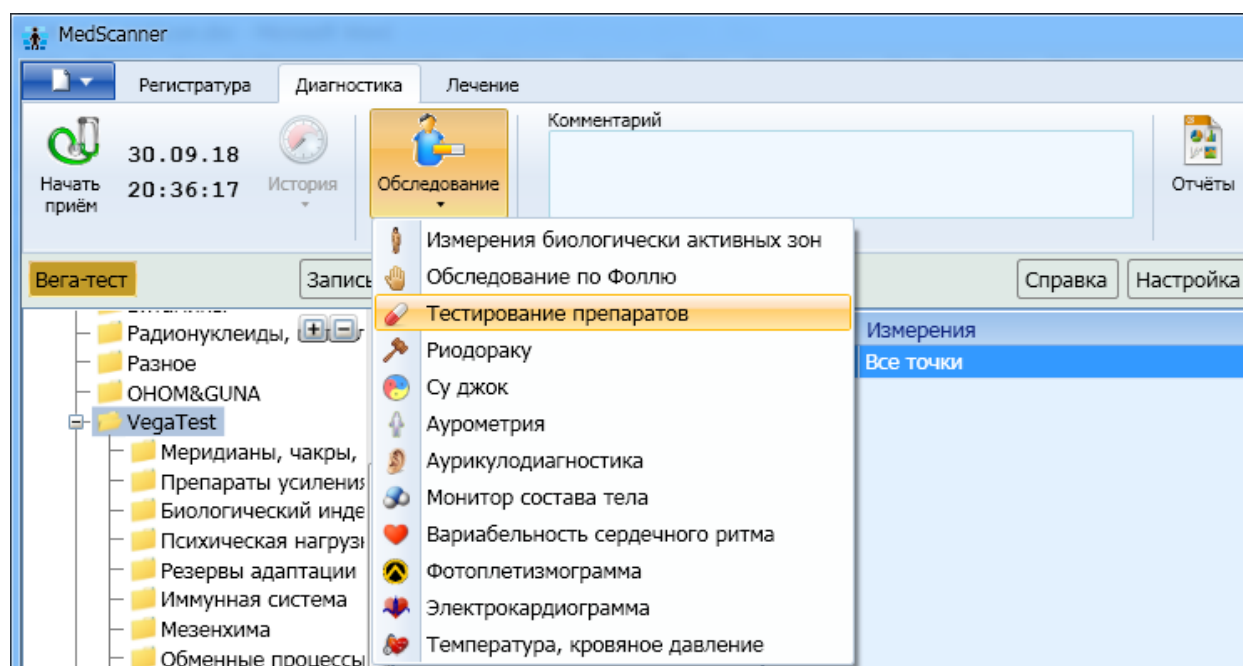 MedScanner
Регистратура Диагностика Лечение
Комментарий
30.09.18
20:36:17
Начать
приём
История
Обследование
Отчёты
Измерения биологически активных зон
Обследование по Фоллю
Тестирование препаратов
Риодораку
Су джок
Аурометрия
Аурикулодиагностика
Монитор состава тела
Вариабельность сердечного ритма
Фотоплетизмограмма
Электрокардиограмма
Температура, кровяное давление
Вега-тест Запись Справка Настройка
Радионуклеиды,
Разное
OHOM&GUNA
VegaTest
Меридианы, чакры,
Препараты усиления
Биологический инде
Психическая нагрузк
Резервы адаптации
Иммунная система
Мезенхима
Обменные процессы
Измерения
Все точки